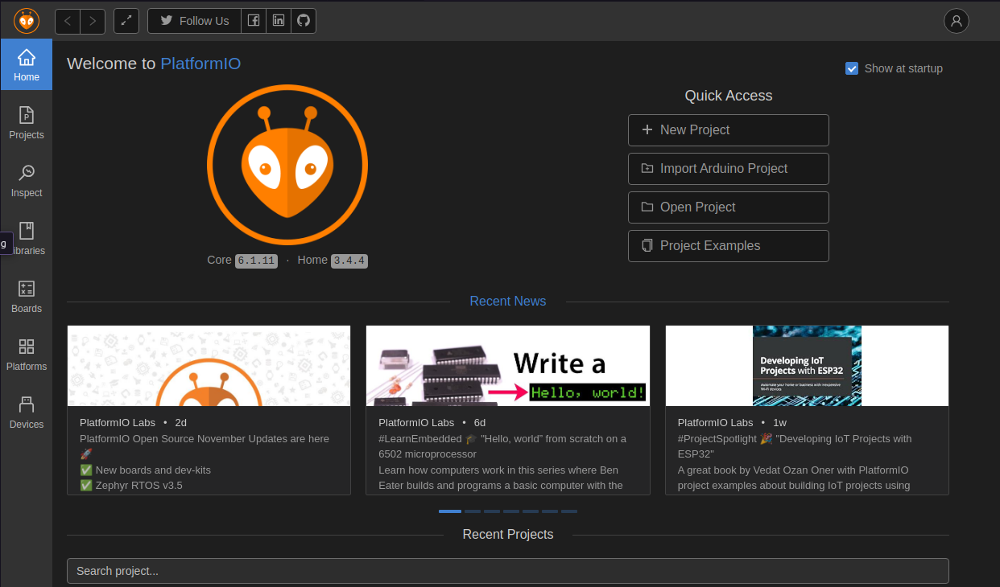 Follow Us
Welcome to PlatformIO
Show at startup
Home
Projects
Inspect
g
ibraries
Boards
Platforms
Devices
Core 6.1.11 · Home 3.4.4
Quick Access
New Project
Import Arduino Project
Open Project
Project Examples
Recent News
PlatformIO Labs • 2d
PlatformIO Open Source November Updates are here
🚀
✅ New boards and dev-kits
✅ Zephyr RTOS v3.5
Write a
Hello, world!
PlatformIO Labs • 6d
#LearnEmbedded 🎓 "Hello, world” from scratch on a
6502 microprocessor
Learn how computers work in this series where Ben
Eater builds and programs a basic computer with the
Developing IoT
Projects with ESP32
Automate your home or business with inexpensive
Wi-Fi devices
PlatformIO Labs • 1w
#ProjectSpotlight 🎉 "Developing IoT Projects with
ESP32"
A great book by Vedat Ozan Oner with PlatformIO
project examples about building IoT projects using
Recent Projects
Search project...